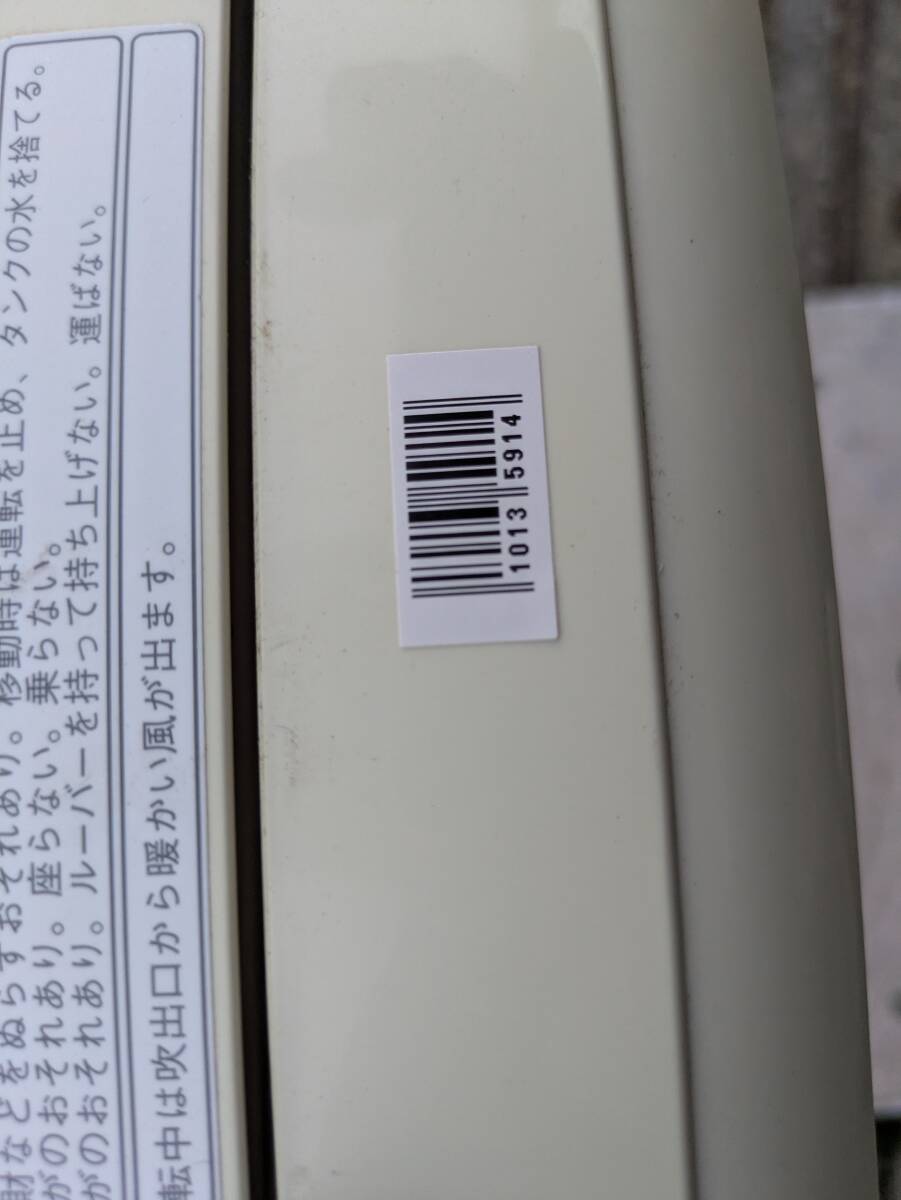 財などをぬらすおそれあり。移動時は運転を止め、タンクの水を捨てる。
がのおそれあり。座らない。乗らない。
がのおそれあり。ルーバーを持って持ち上げない。運ばない。
転中は吹出口から暖かい風が出ます。
1013 5914